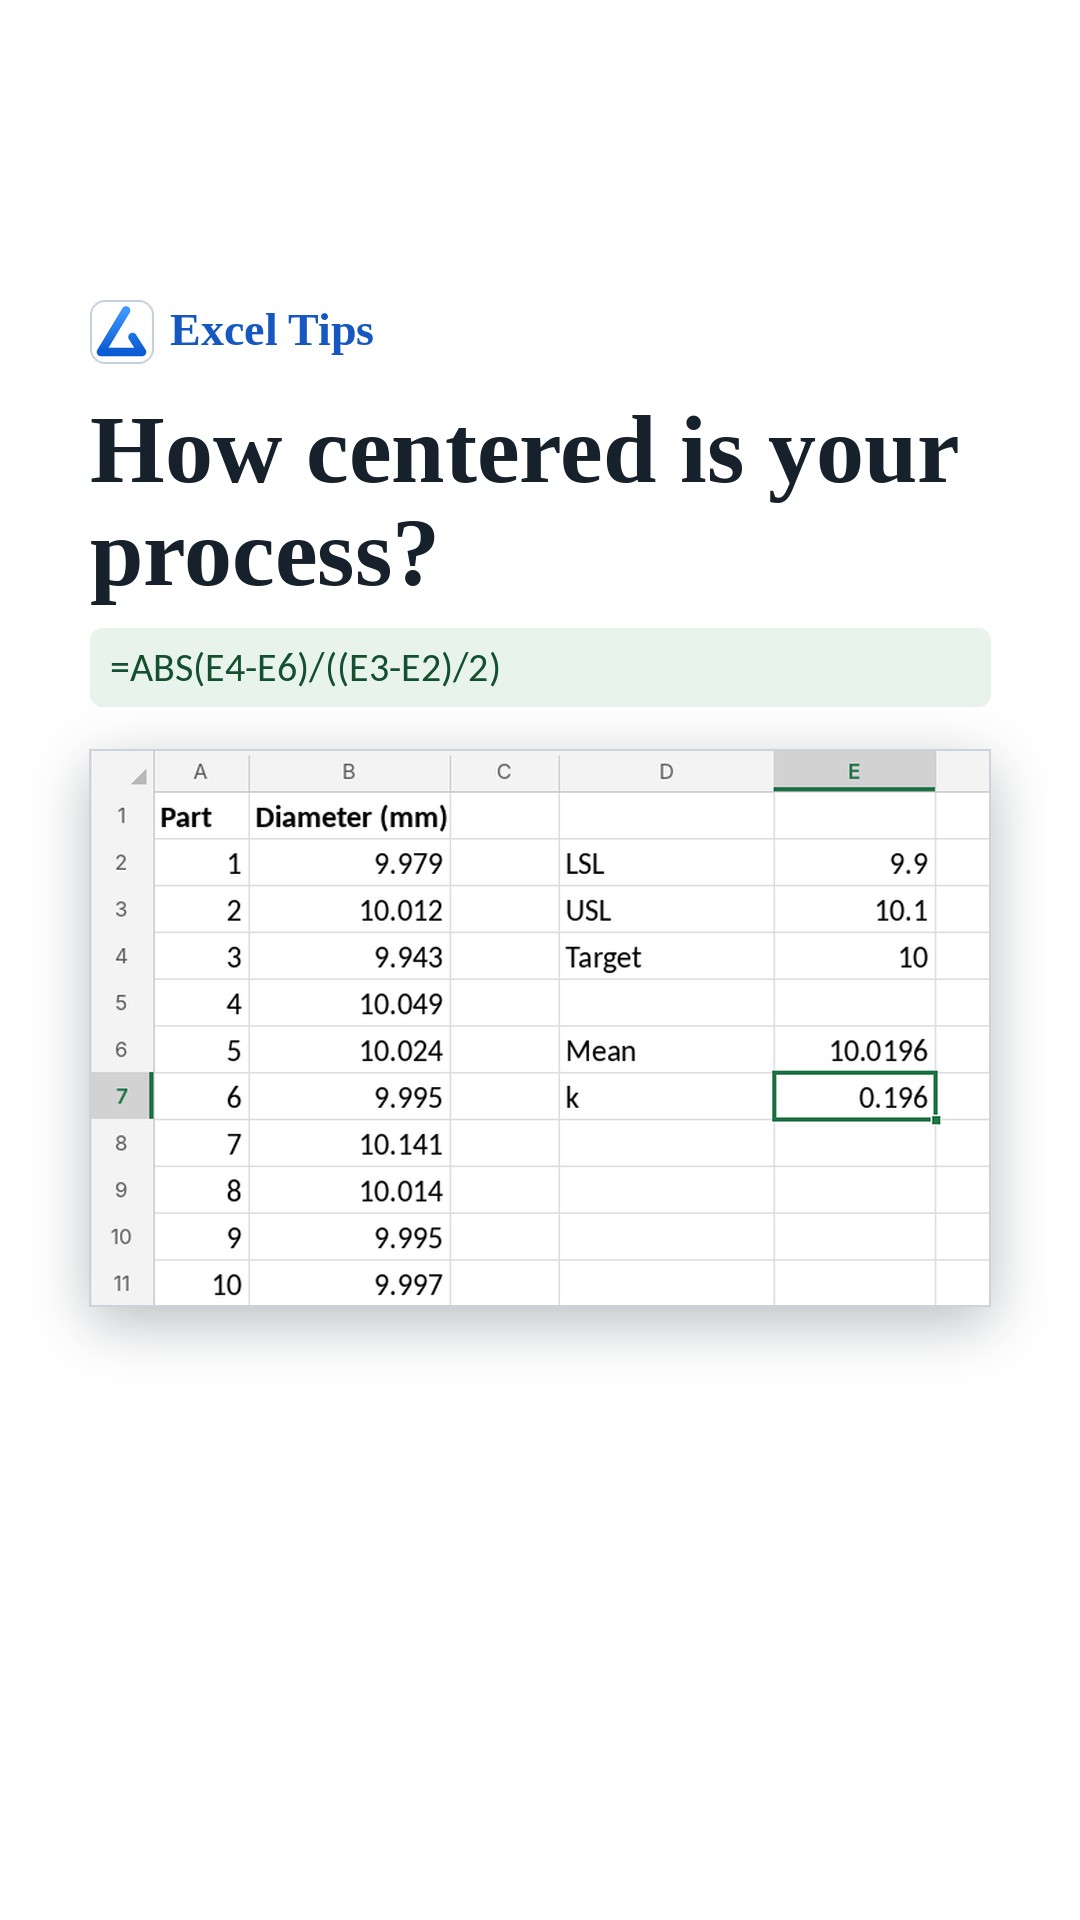 Excel Tips
How centered is your
process?
=ABS(E4-E6)/((E3-E2)/2)
A B C D E
1 Part Diameter (mm)
2 1 9.979 LSL 9.9
3 2 10.012 USL 10.1
4 3 9.943 Target 10
5 4 10.049
6 5 10.024 Mean 10.0196
7 6 9.995 k 0.196
8 7 10.141
9 8 10.014
10 9 9.995
11 10 9.997